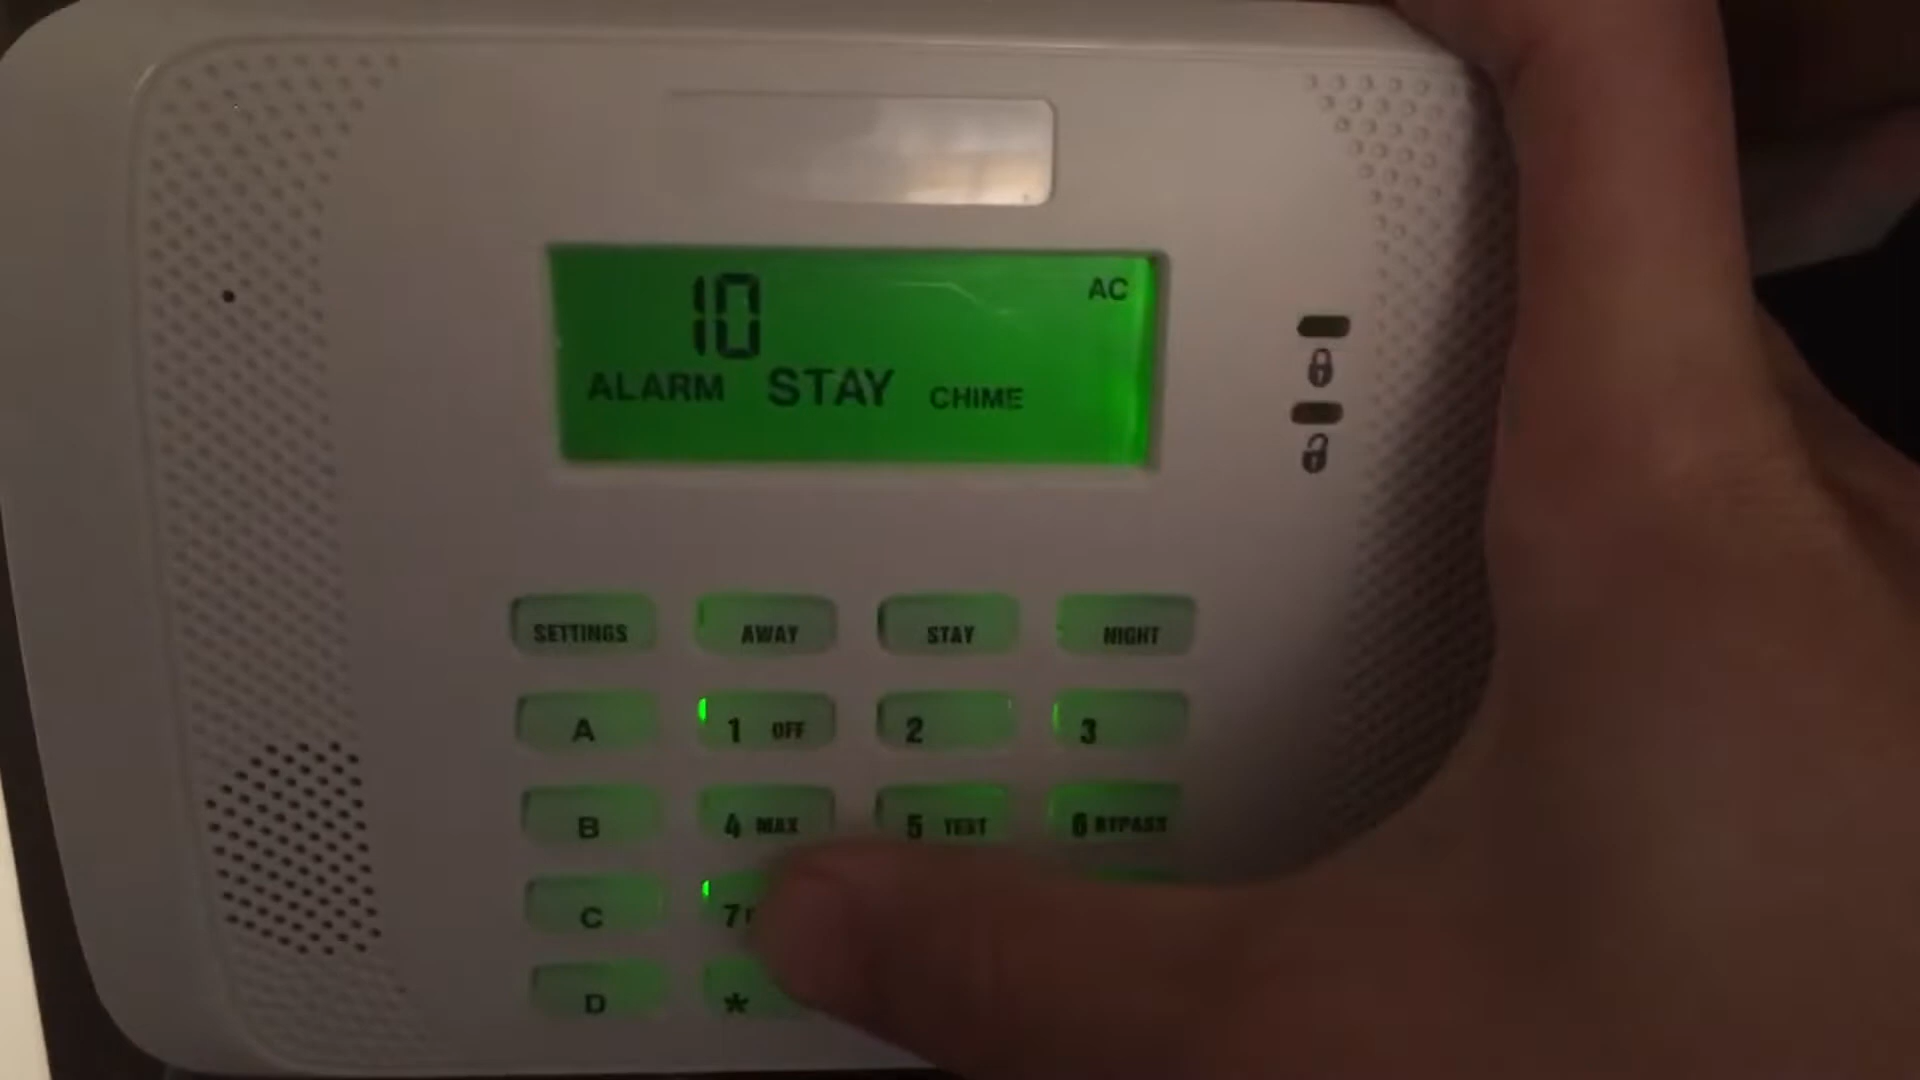 10 AC
ALARM STAY CHIME
SETTINGS AWAY STAY NIGHT
A 1 OFF 2 3
B 4 MAX 5 TEST 6 BYPASS
C 7
D *